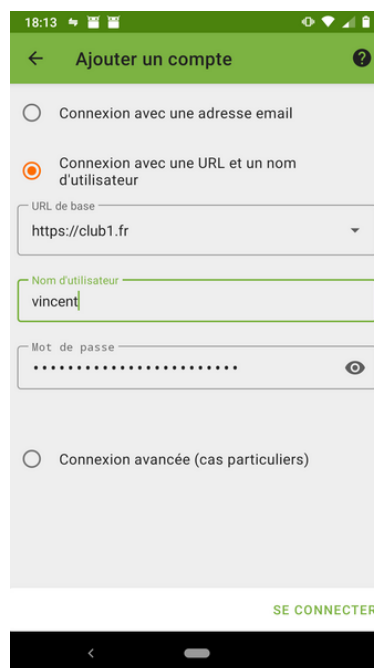 18:13
Ajouter un compte
Connexion avec une adresse email
Connexion avec une URL et un nom
d'utilisateur
URL de base
https://club1.fr
Nom d'utilisateur
vincent
Mot de passe
••••••••••••••••••••••••
Connexion avancée (cas particuliers)
SE CONNECTER